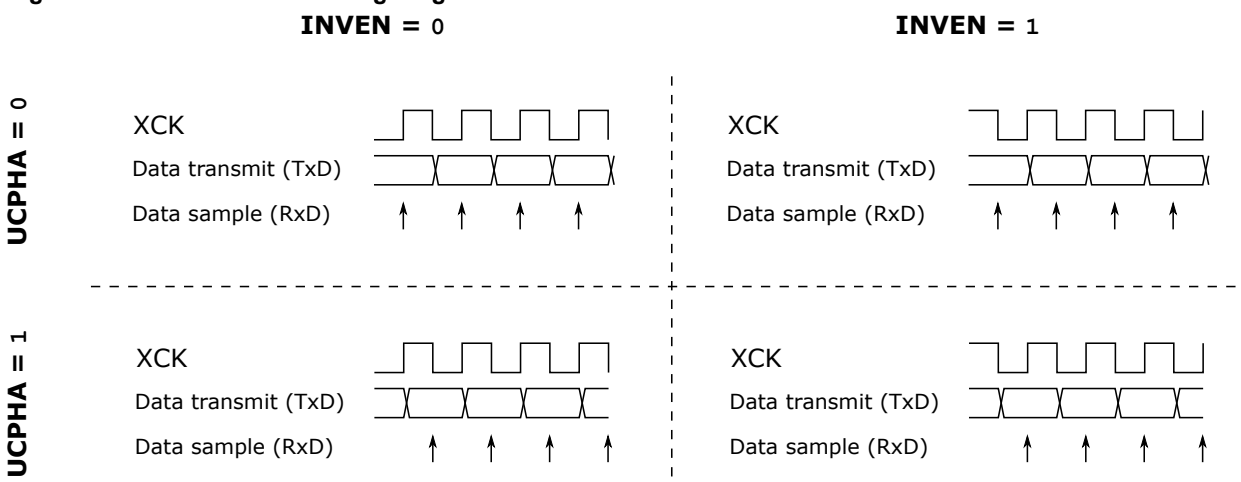 INVEN = 0
INVEN = 1
UCPHA = 0
XCK
Data transmit (TxD)
Data sample (RxD)
XCK
Data transmit (TxD)
Data sample (RxD)
UCPHA = 1
XCK
Data transmit (TxD)
Data sample (RxD)
XCK
Data transmit (TxD)
Data sample (RxD)